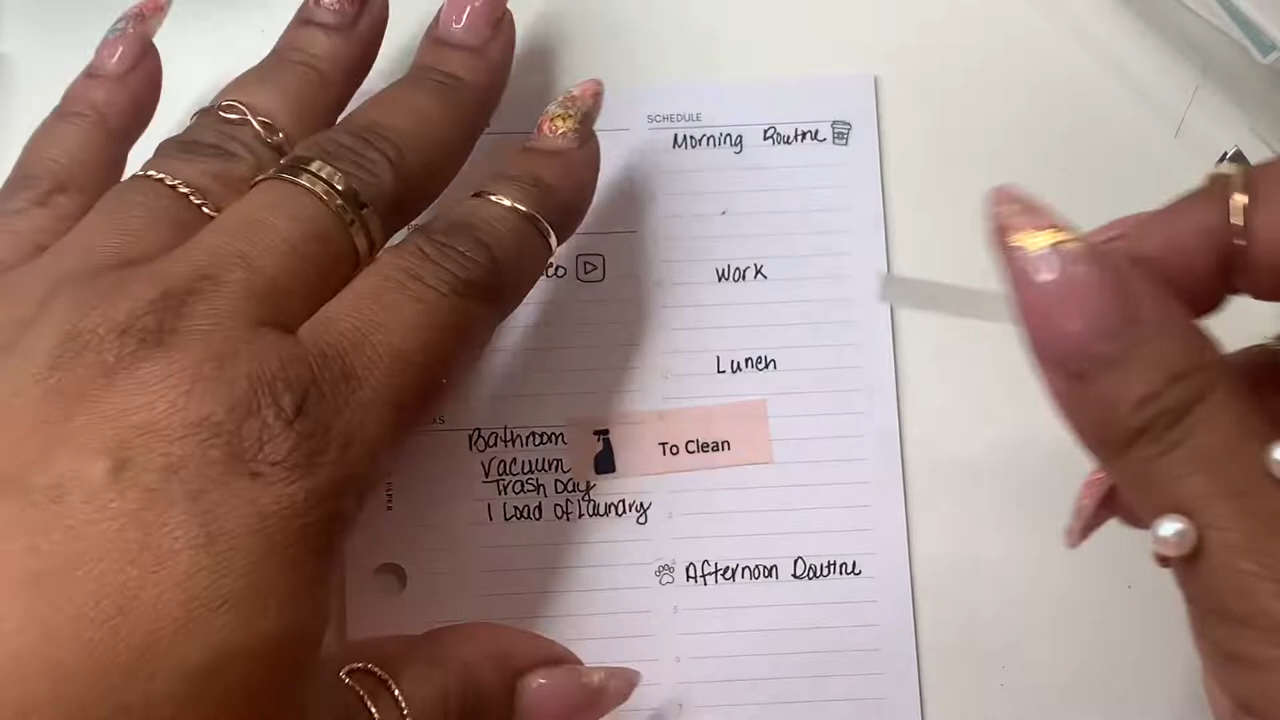 SCHEDULE
Morning Routine
Work
Lunch
To Clean
Bathroom
Vacuum
Trash Day
1 Load of Laundry
Afternoon Routine